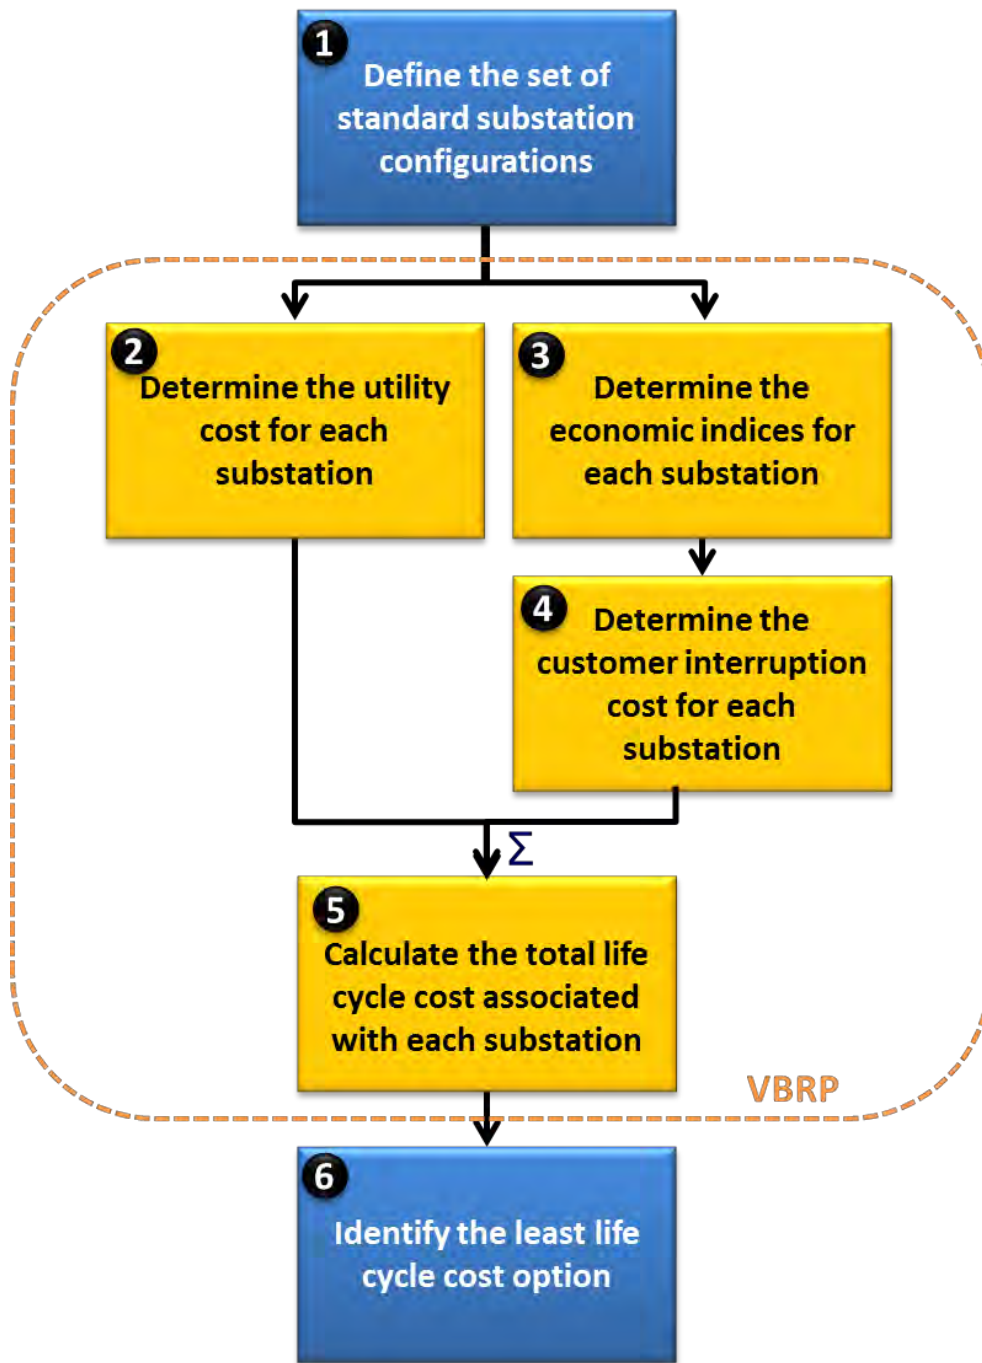 1
Define the set of
standard substation
configurations
2
Determine the utility
cost for each
substation
3
Determine the
economic indices for
each substation
4
Determine the
customer interruption
cost for each
substation
Σ
5
Calculate the total life
cycle cost associated
with each substation
VBRP
6
Identify the least life
cycle cost option